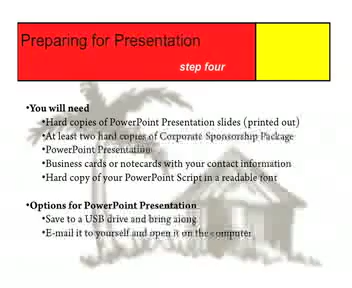 Preparing for Presentation
step four
•You will need
•Hard copies of PowerPoint Presentation slides (printed out)
•At least two hard copies of Corporate Sponsorship Package
•PowerPoint Presentation
•Business cards or notecards with your contact information
•Hard copy of your PowerPoint Script in a readable font
•Options for PowerPoint Presentation
•Save to a USB drive and bring along
•E-mail it to yourself and open it on the computer